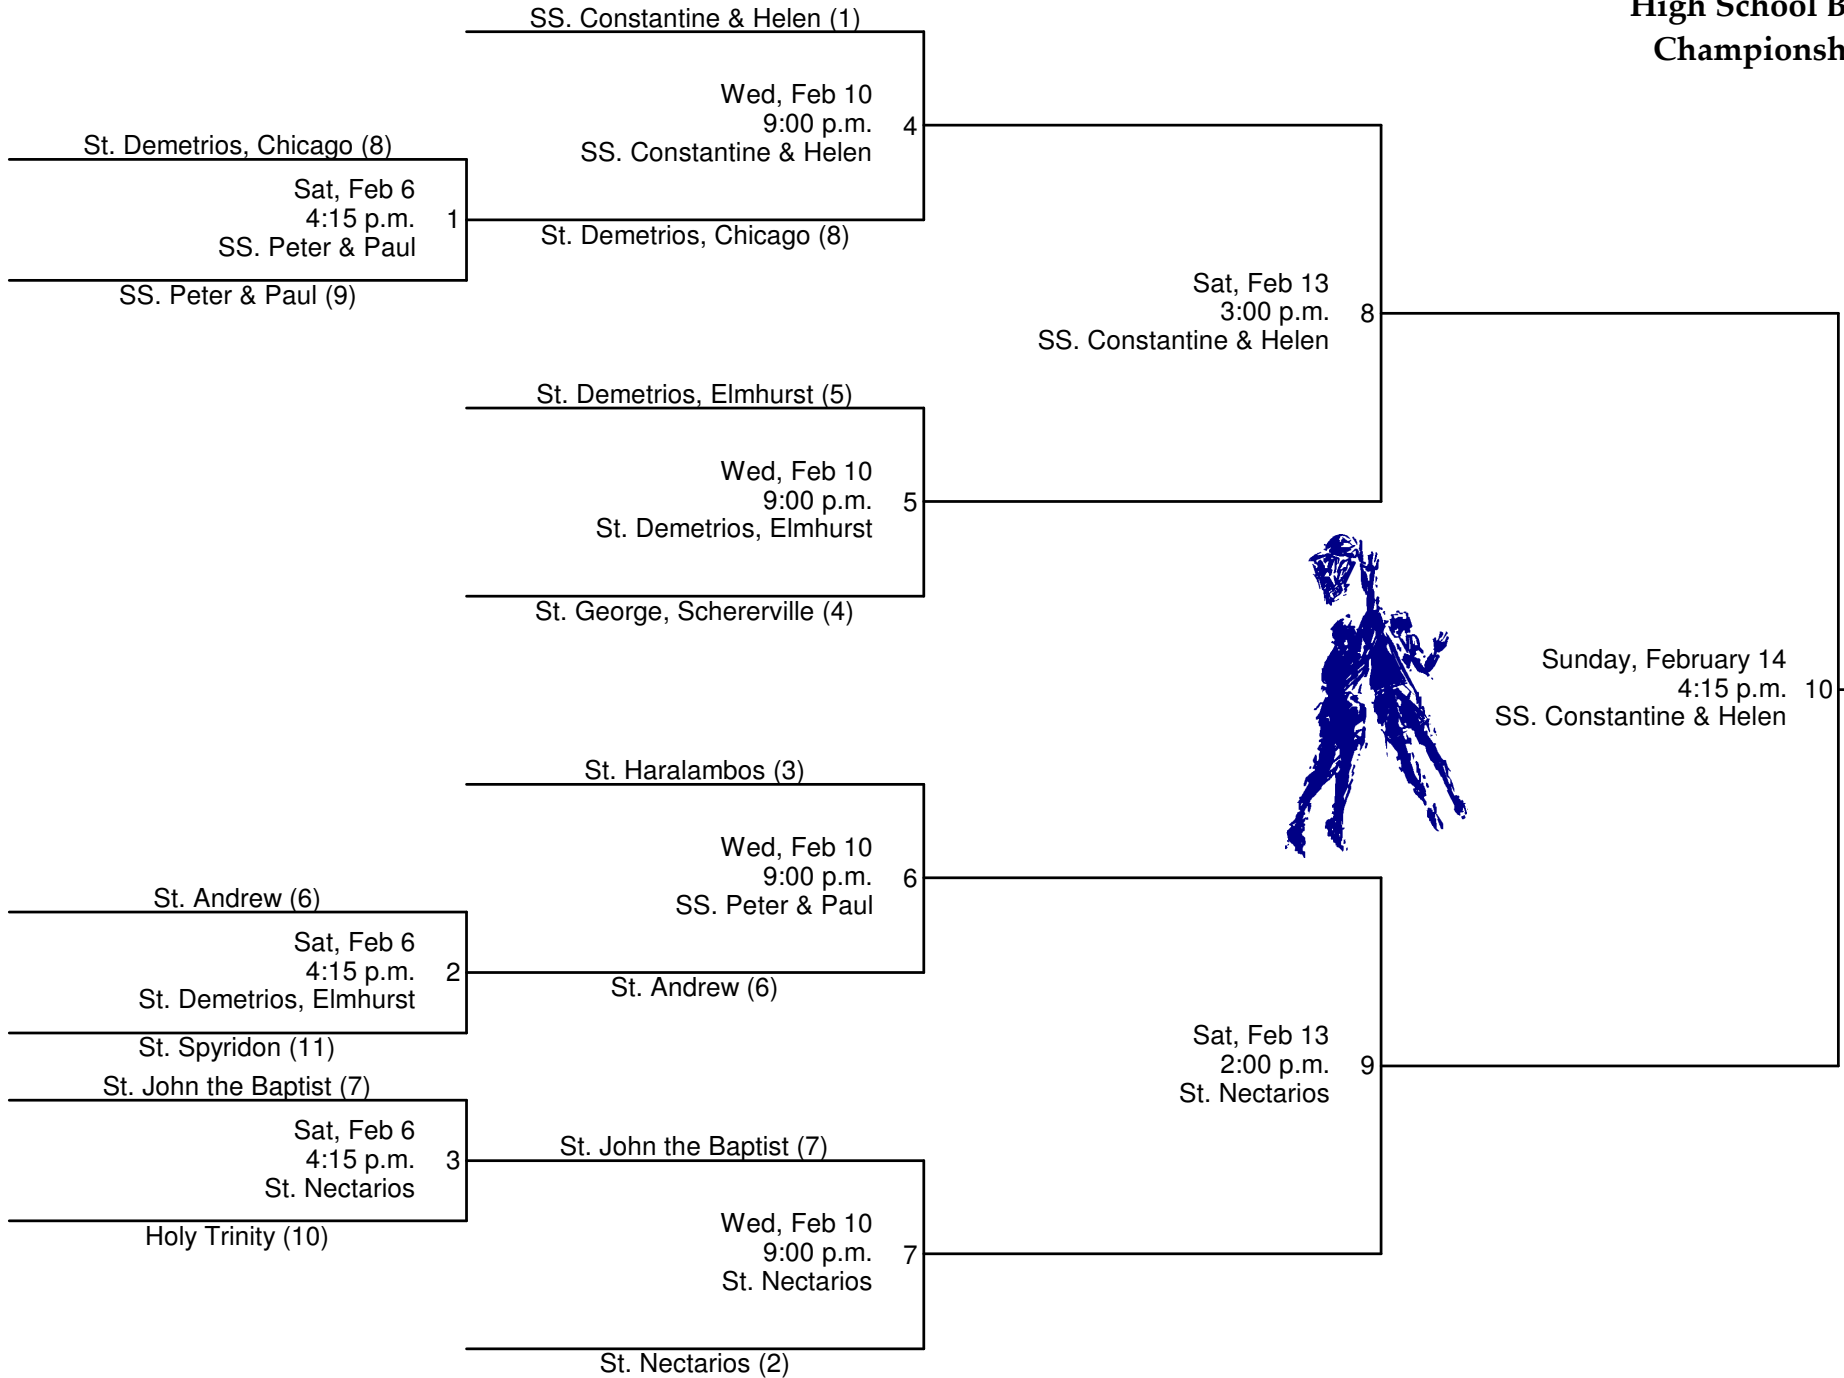 High School B
Championsh
SS. Constantine & Helen (1)
Wed, Feb 10
9:00 p.m.
4
SS. Constantine & Helen
St. Demetrios, Chicago (8)
Sat, Feb 6
4:15 p.m.
1
SS. Peter & Paul
SS. Peter & Paul (9)
St. Demetrios, Chicago (8)
Sat, Feb 13
3:00 p.m.
8
SS. Constantine & Helen
St. Demetrios, Elmhurst (5)
Wed, Feb 10
9:00 p.m.
5
St. Demetrios, Elmhurst
St. George, Schererville (4)
Sunday, February 14
4:15 p.m.
10
SS. Constantine & Helen
St. Haralambos (3)
Wed, Feb 10
9:00 p.m.
6
SS. Peter & Paul
St. Andrew (6)
Sat, Feb 6
4:15 p.m.
2
St. Demetrios, Elmhurst
St. Spyridon (11)
St. Andrew (6)
Sat, Feb 13
2:00 p.m.
9
St. Nectarios
St. John the Baptist (7)
Sat, Feb 6
4:15 p.m.
3
St. Nectarios
Holy Trinity (10)
St. John the Baptist (7)
Wed, Feb 10
9:00 p.m.
7
St. Nectarios
St. Nectarios (2)